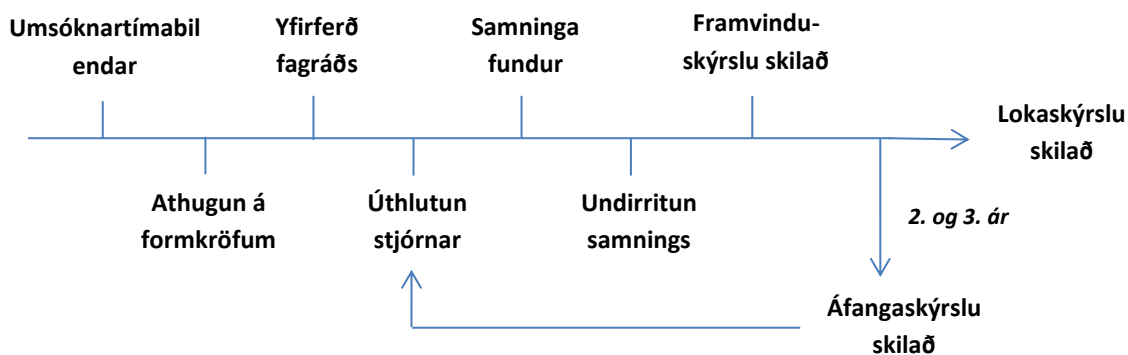 Umsóknartímabil
endar
Yfirferð
fagráðs
Samninga
fundur
Framvindu-
skýrslu skilað
Lokaskýrslu
skilað
Athugun á
formkröfum
Úthlutun
stjórnar
Undirritun
samnings
2. og 3. ár
Áfangaskýrslu
skilað